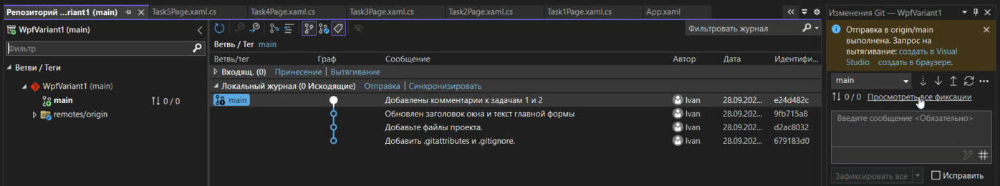 Репозиторий ...riant1 (main)
Task5Page.xaml.cs
Task4Page.xaml.cs
Task3Page.xaml.cs
Task2Page.xaml.cs
Task1Page.xaml.cs
App.xaml
WpfVariant1 (main)
Фильтр
Ветви / Теги
WpfVariant1 (main)
main 0 / 0
remotes/origin
Фильтровать журнал
Ветвь / Тег main
Ветвь/тег Граф Сообщение Автор Дата Идентифи...
Входящ. (0) Принесение | Вытягивание
Локальный журнал (0 Исходящие) Отправка | Синхронизировать
main Добавлены комментарии к задачам 1 и 2 Ivan 28.09.202... e24d482c
Обновлен заголовок окна и текст главной формы Ivan 28.09.202... 9fb715a8
Добавьте файлы проекта. Ivan 28.09.202... d2ac8032
Добавить .gitattributes и .gitignore. Ivan 28.09.202... 679183d0
Изменения Git — WpfVariant1
Отправка в origin/main
выполнена. Запрос на
вытягивание: создать в Visual
Studio создать в браузере.
main
0 / 0 Просмотреть все фиксации
Введите сообщение <Обязательно>
Зафиксировать все Исправить